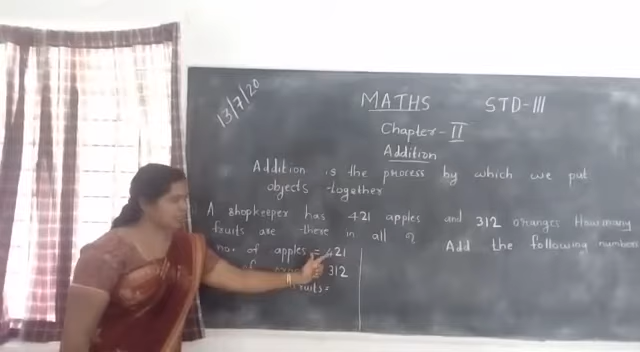 13/7/20
MATHS STD-III
Chapter-II
Addition
Addition is the process by which we put
objects together
A shopkeeper has 421 apples and 312 oranges Howmany
fruits are there in all ?
Add the following numbers
no. of apples = 421
312
fruits=